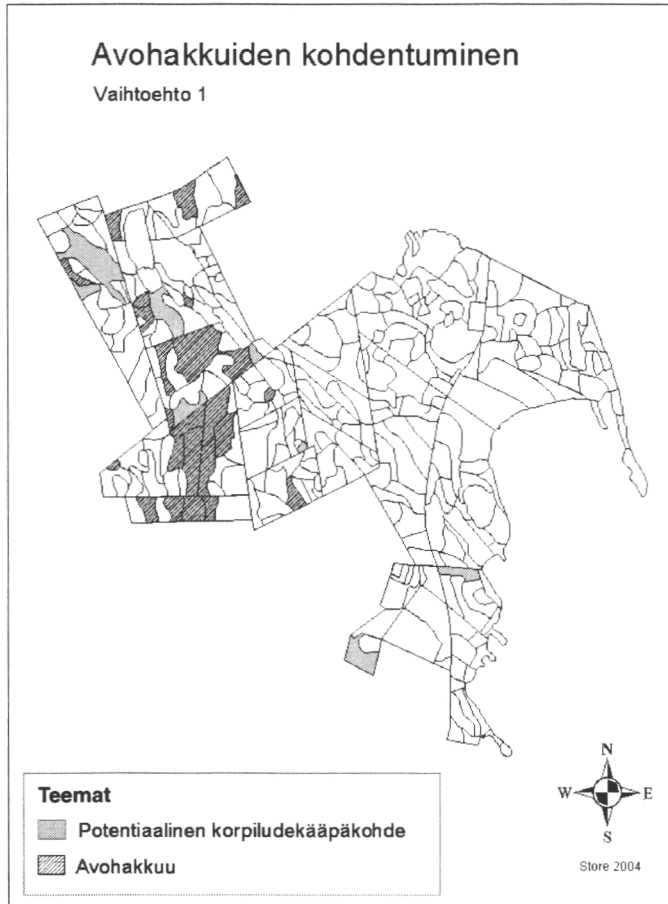 Avohakkuiden kohdentuminen
Vaihtoehto 1
N
W E
S
Teemat
Potentiaalinen korpiludekääpäkohde
Avohakkuu
Store 2004